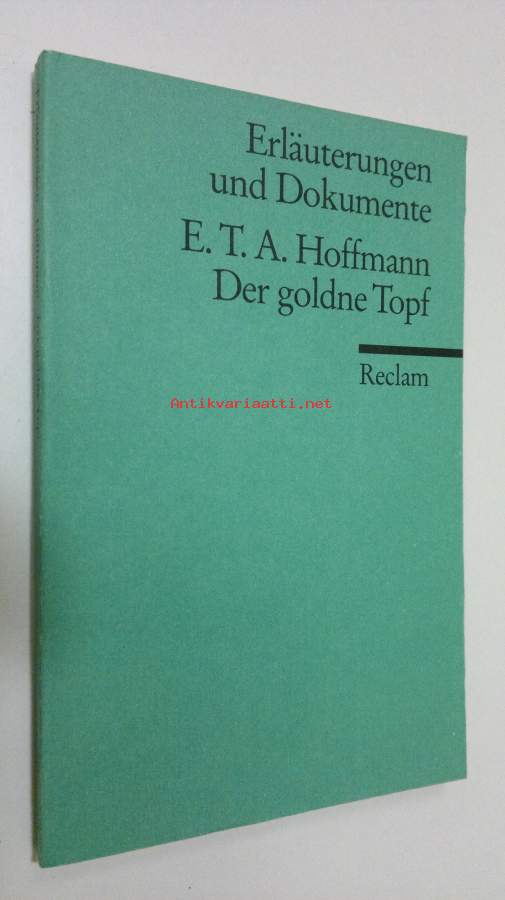 Erläuterungen
und Dokumente
E. T. A. Hoffmann
Der goldne Topf
Reclam
Antikvariaatti.net